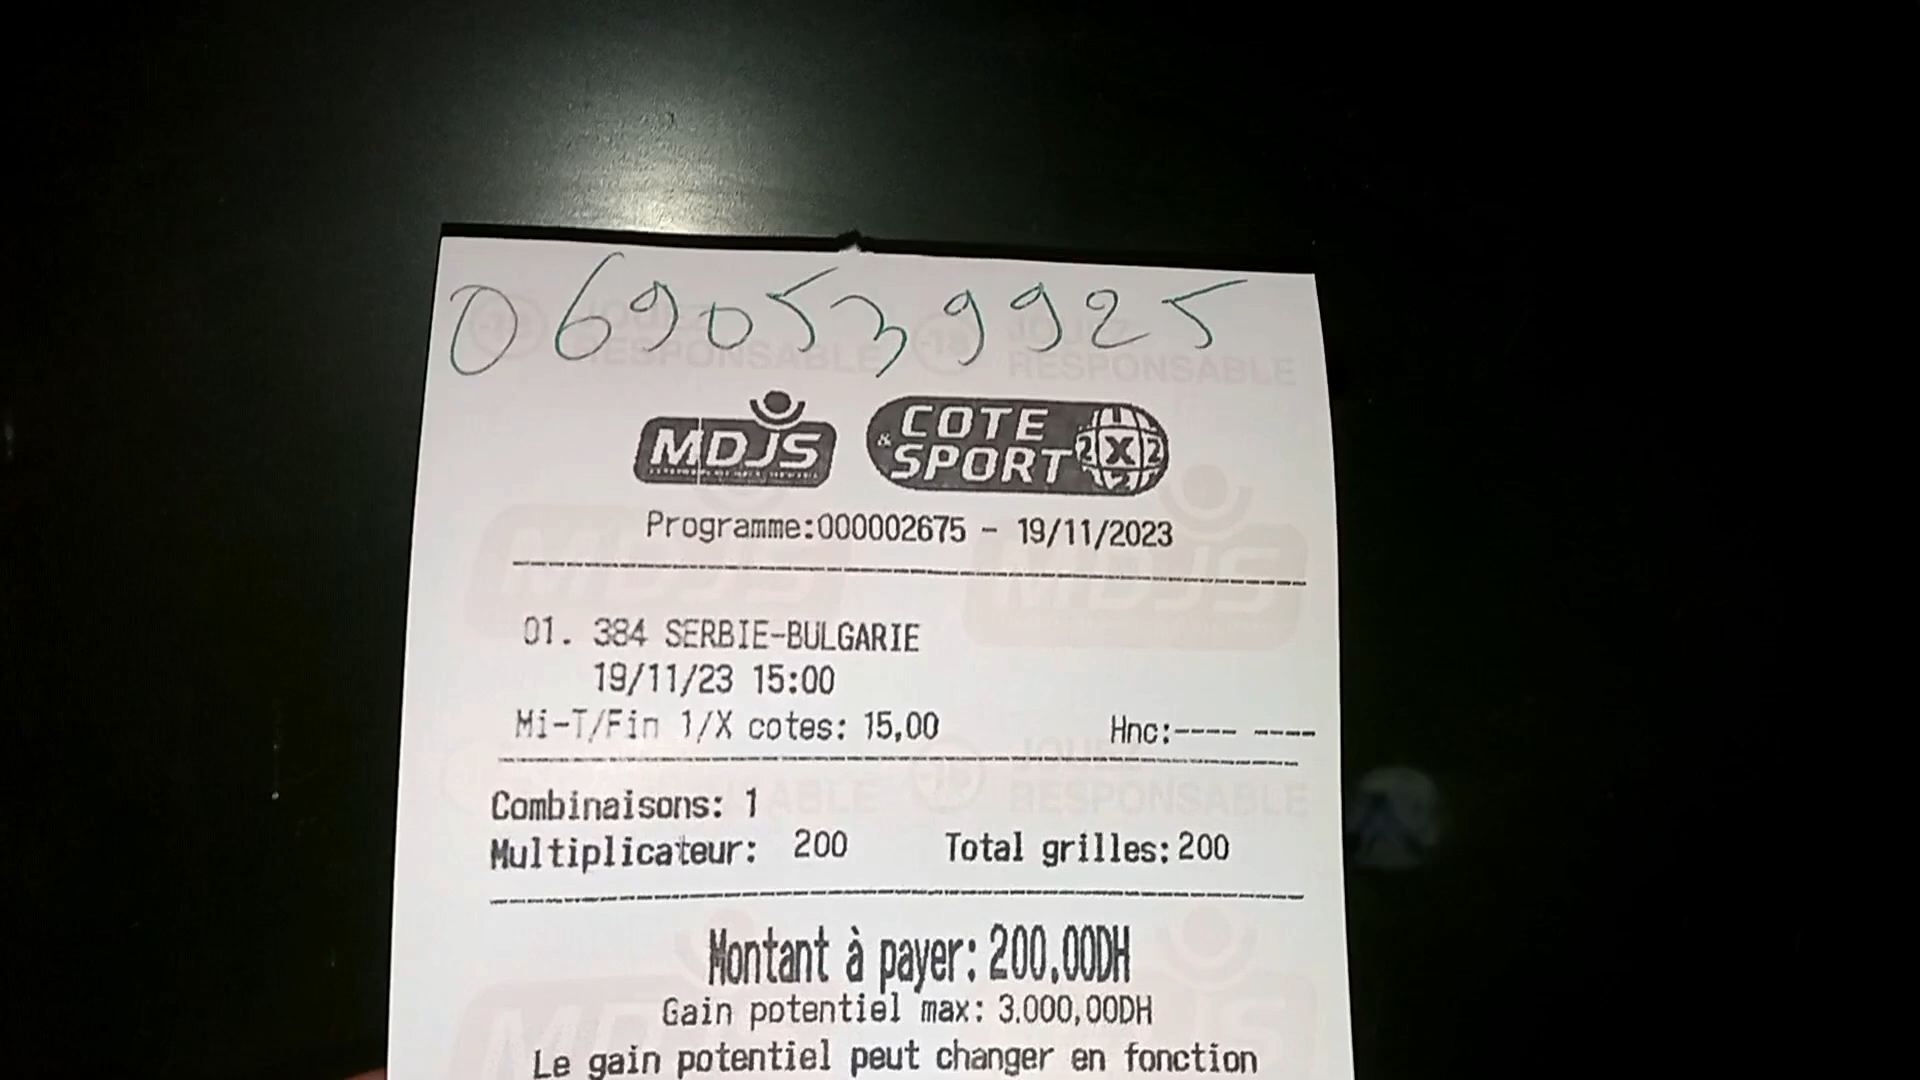 0690539925
MDJS
COTE & SPORT 2X2
Programme:000002675 - 19/11/2023
01. 384 SERBIE-BULGARIE
19/11/23 15:00
Mi-T/Fin 1/X cotes: 15,00 Hnc:---- ----
Combinaisons: 1
Multiplicateur: 200 Total grilles: 200
Montant à payer: 200,00DH
Gain potentiel max: 3.000,00DH
Le gain potentiel peut changer en fonction